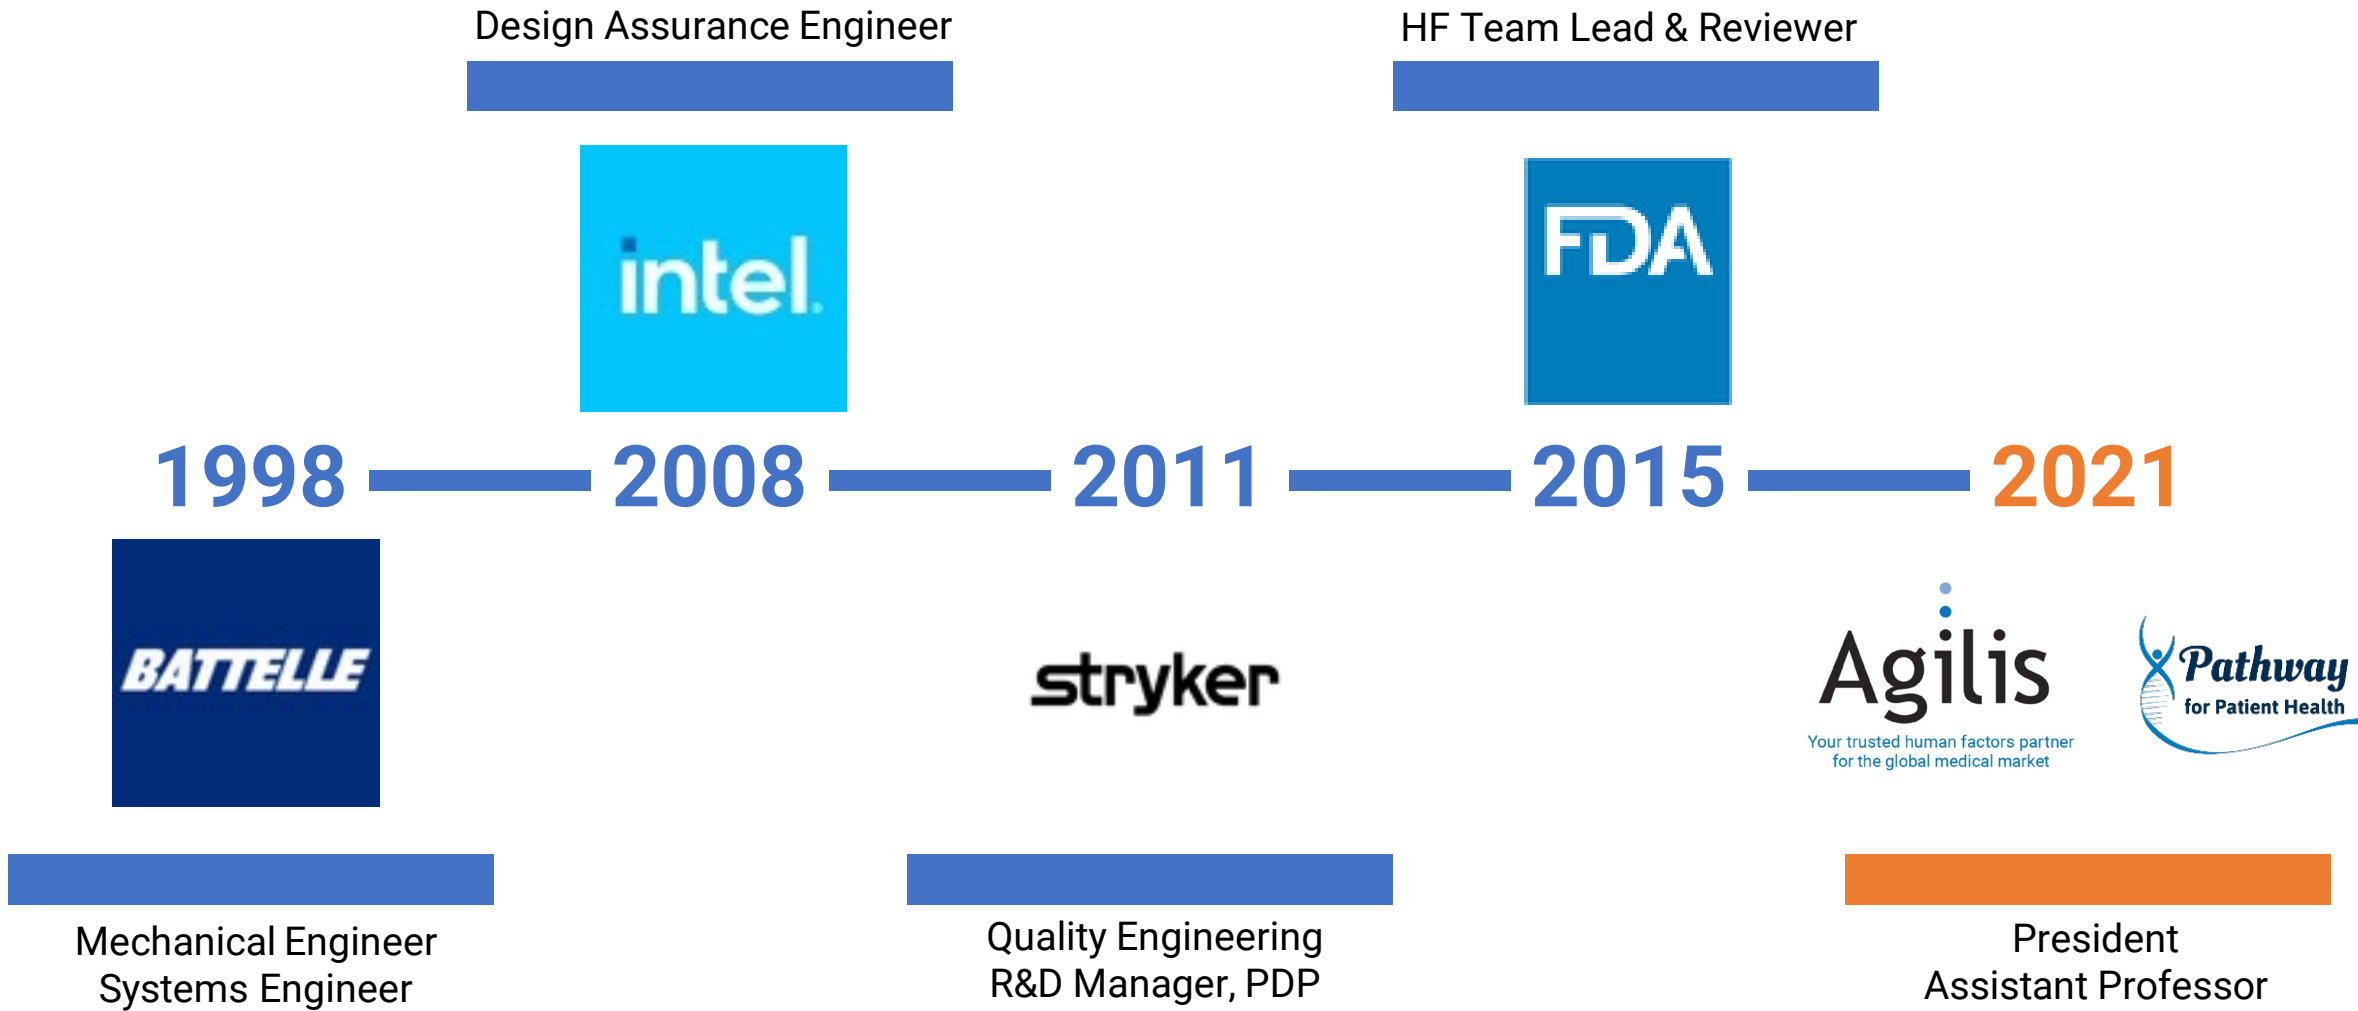 Design Assurance Engineer
HF Team Lead & Reviewer
intel.
FDA
1998
2008
2011
2015
2021
BATTELLE
stryker
Agilis
Your trusted human factors partner
for the global medical market
Pathway
for Patient Health
Mechanical Engineer
Systems Engineer
Quality Engineering
R&D Manager, PDP
President
Assistant Professor